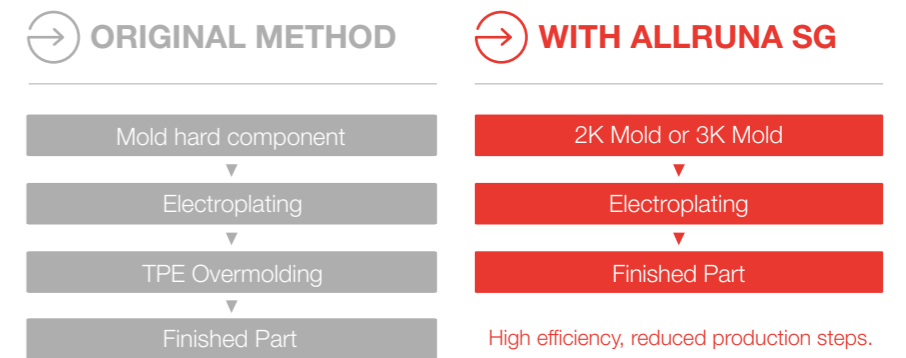 ORIGINAL METHOD
Mold hard component
Electroplating
TPE Overmolding
Finished Part
WITH ALLRUNA SG
2K Mold or 3K Mold
Electroplating
Finished Part
High efficiency, reduced production steps.